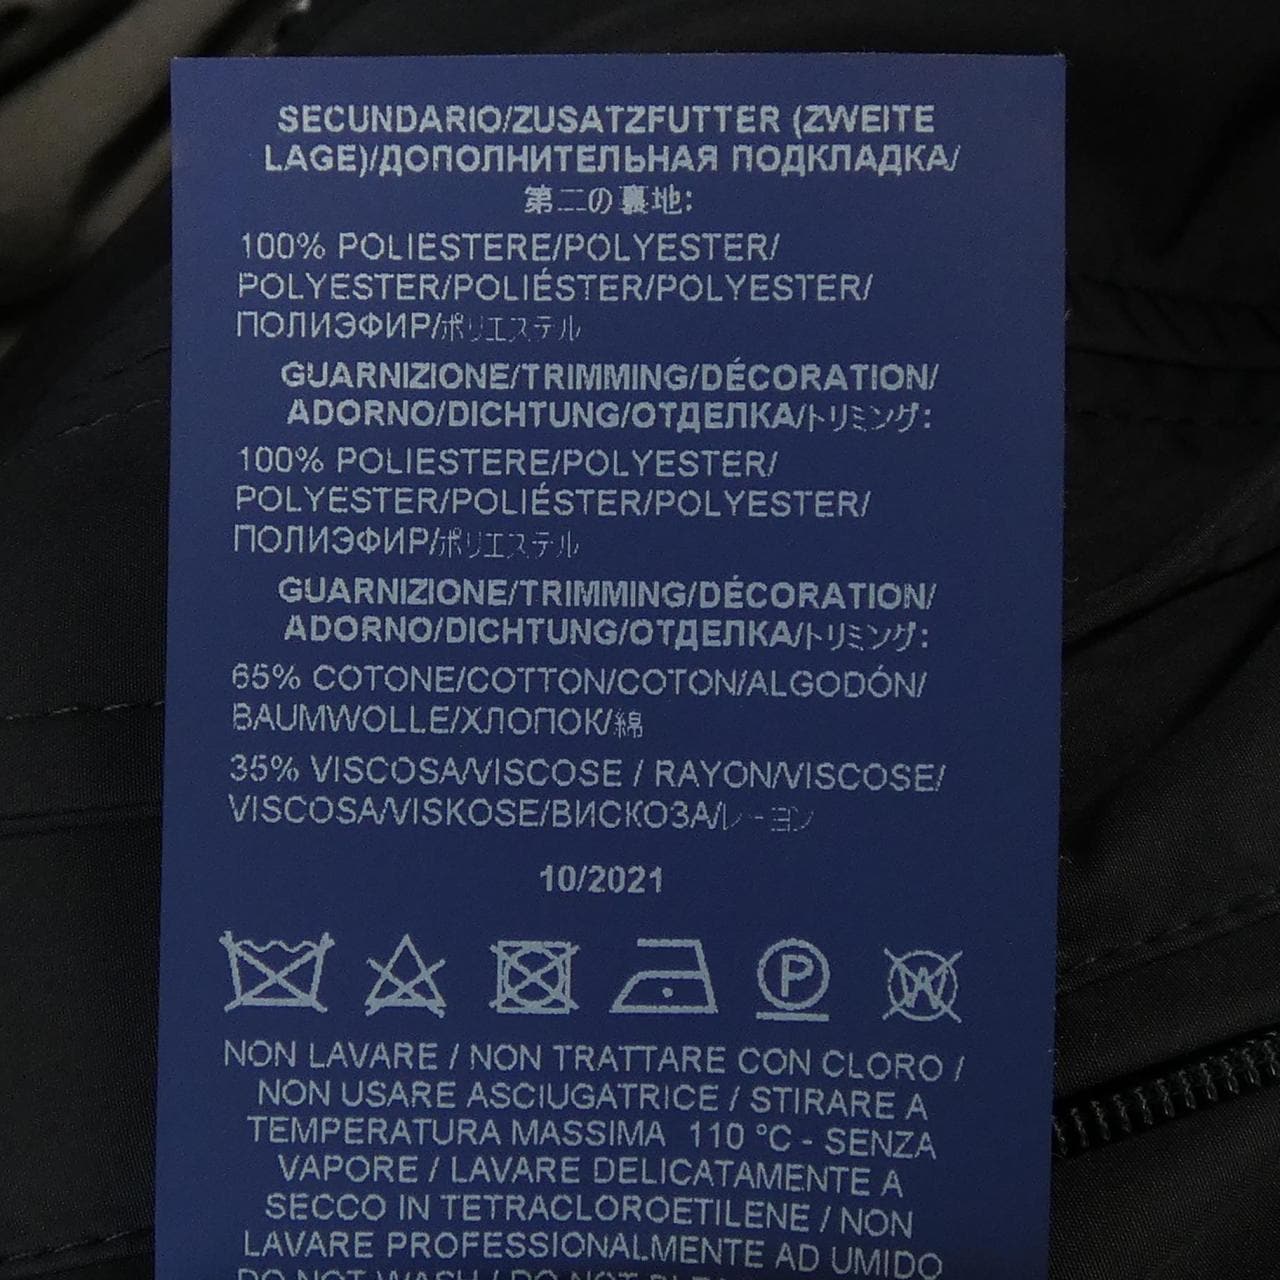 SECUNDARIO/ZUSATZFUTTER (ZWEITE
LAGE)/ДОПОЛНИТЕЛЬНАЯ ПОДКЛАДКА/
第二の裏地:
100% POLIESTERE/POLYESTER/
POLYESTER/POLIÉSTER/POLYESTER/
ПОЛИЭФИР/ポリエステル
GUARNIZIONE/TRIMMING/DÉCORATION/
ADORNO/DICHTUNG/ОТДЕЛКА/トリミング:
100% POLIESTERE/POLYESTER/
POLYESTER/POLIÉSTER/POLYESTER/
ПОЛИЭФИР/ポリエステル
GUARNIZIONE/TRIMMING/DÉCORATION/
ADORNO/DICHTUNG/ОТДЕЛКА/トリミング:
65% COTONE/COTTON/COTON/ALGODÓN/
BAUMWOLLE/ХЛОПОК/綿
35% VISCOSA/VISCOSE / RAYON/VISCOSE/
VISCOSA/VISKOSE/ВИСКОЗА/レーヨン
10/2021
P W
NON LAVARE / NON TRATTARE CON CLORO /
NON USARE ASCIUGATRICE / STIRARE A
TEMPERATURA MASSIMA 110 °C - SENZA
VAPORE / LAVARE DELICATAMENTE A
SECCO IN TETRACLOROETILENE / NON
LAVARE PROFESSIONALMENTE AD UMIDO
DO NOT WASH / DO NOT